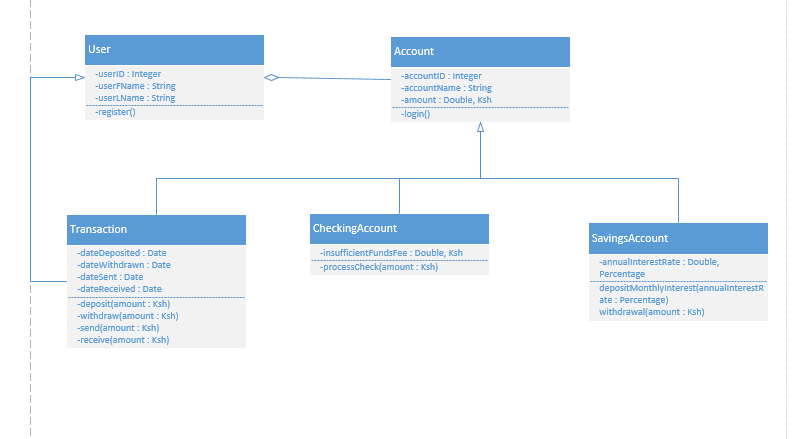 User
-userID : Integer
-userFName : String
-userLName : String
-register()
Account
-accountID : Integer
-accountName : String
-amount : Double, Ksh
-login()
Transaction
-dateDeposited : Date
-dateWithdrawn : Date
-dateSent : Date
-dateReceived : Date
-deposit(amount : Ksh)
-withdraw(amount : Ksh)
-send(amount : Ksh)
-receive(amount : Ksh)
CheckingAccount
-insufficientFundsFee : Double, Ksh
-processCheck(amount : Ksh)
SavingsAccount
-annualInterestRate : Double,
Percentage
depositMonthlyInterest(annualInterestR
ate : Percentage)
withdrawal(amount : Ksh)